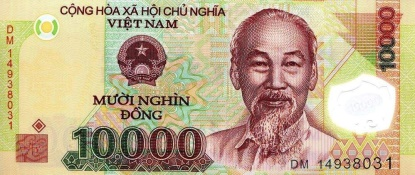 CỘNG HÒA XÃ HỘI CHỦ NGHĨA
VIỆT NAM
DM 14938031
10000
MƯỜI NGHÌN
ĐỒNG
10000
DM 14938031